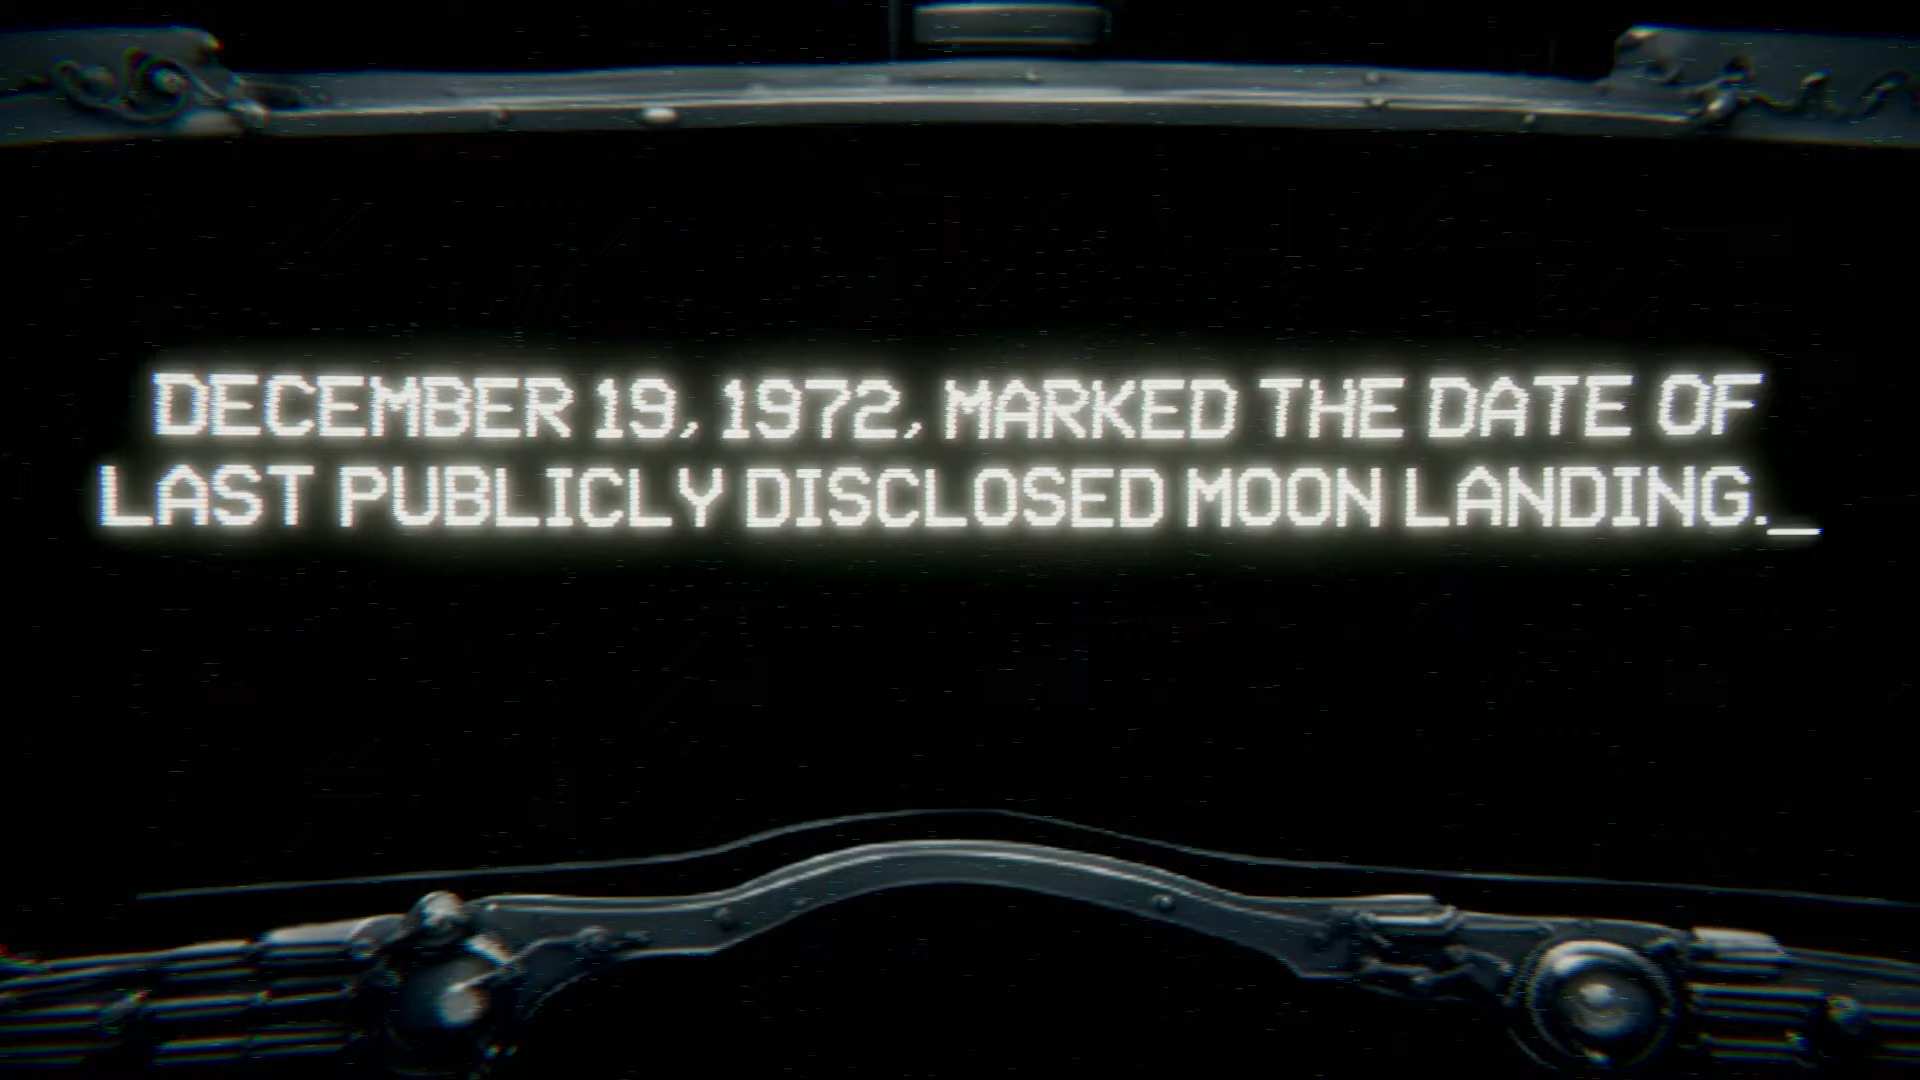 DECEMBER 19, 1972, MARKED THE DATE OF
LAST PUBLICLY DISCLOSED MOON LANDING._